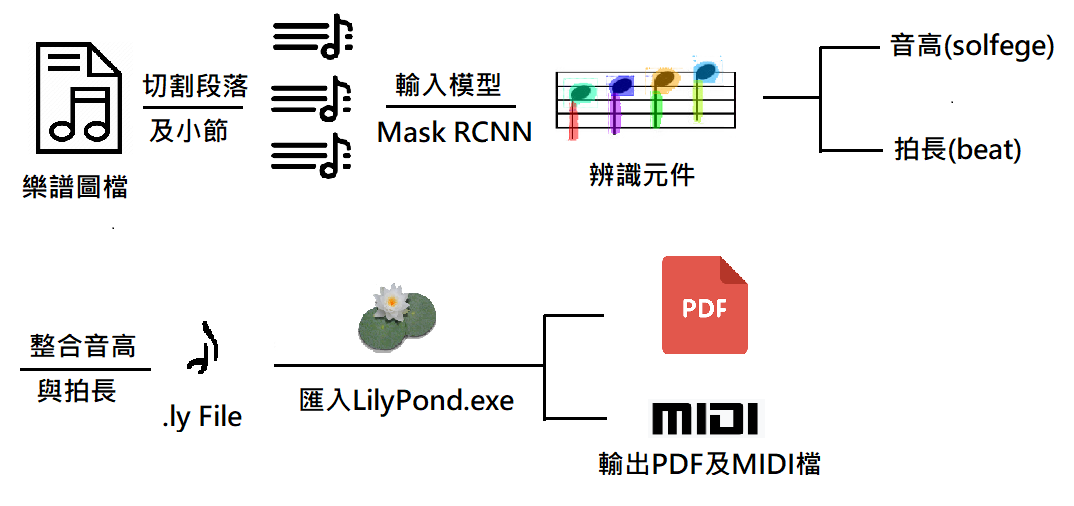 樂譜圖檔
切割段落
及小節
輸入模型
Mask RCNN
辨識元件
音高(solfege)
拍長(beat)
整合音高
與拍長
.ly File
匯入LilyPond.exe
PDF
MIDI
輸出PDF及MIDI檔